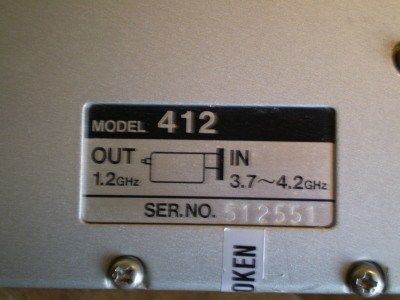 MODEL 412
OUT IN
1.2GHz 3.7~4.2GHz
SER.NO. 512551
OKEN